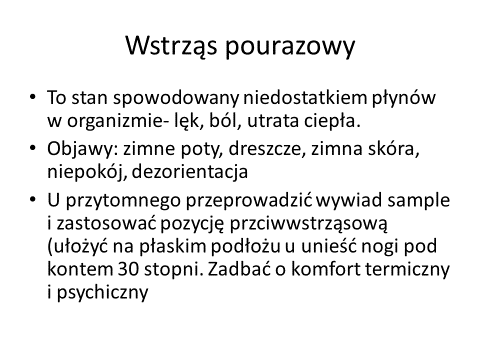 Wstrząs pourazowy
• To stan spowodowany niedostatkiem płynów
w organizmie- lęk, ból, utrata ciepła.
• Objawy: zimne poty, dreszcze, zimna skóra,
niepokój, dezorientacja
• U przytomnego przeprowadzić wywiad sample
i zastosować pozycję przciwwstrząsową
(ułożyć na płaskim podłożu u unieść nogi pod
kontem 30 stopni. Zadbać o komfort termiczny
i psychiczny